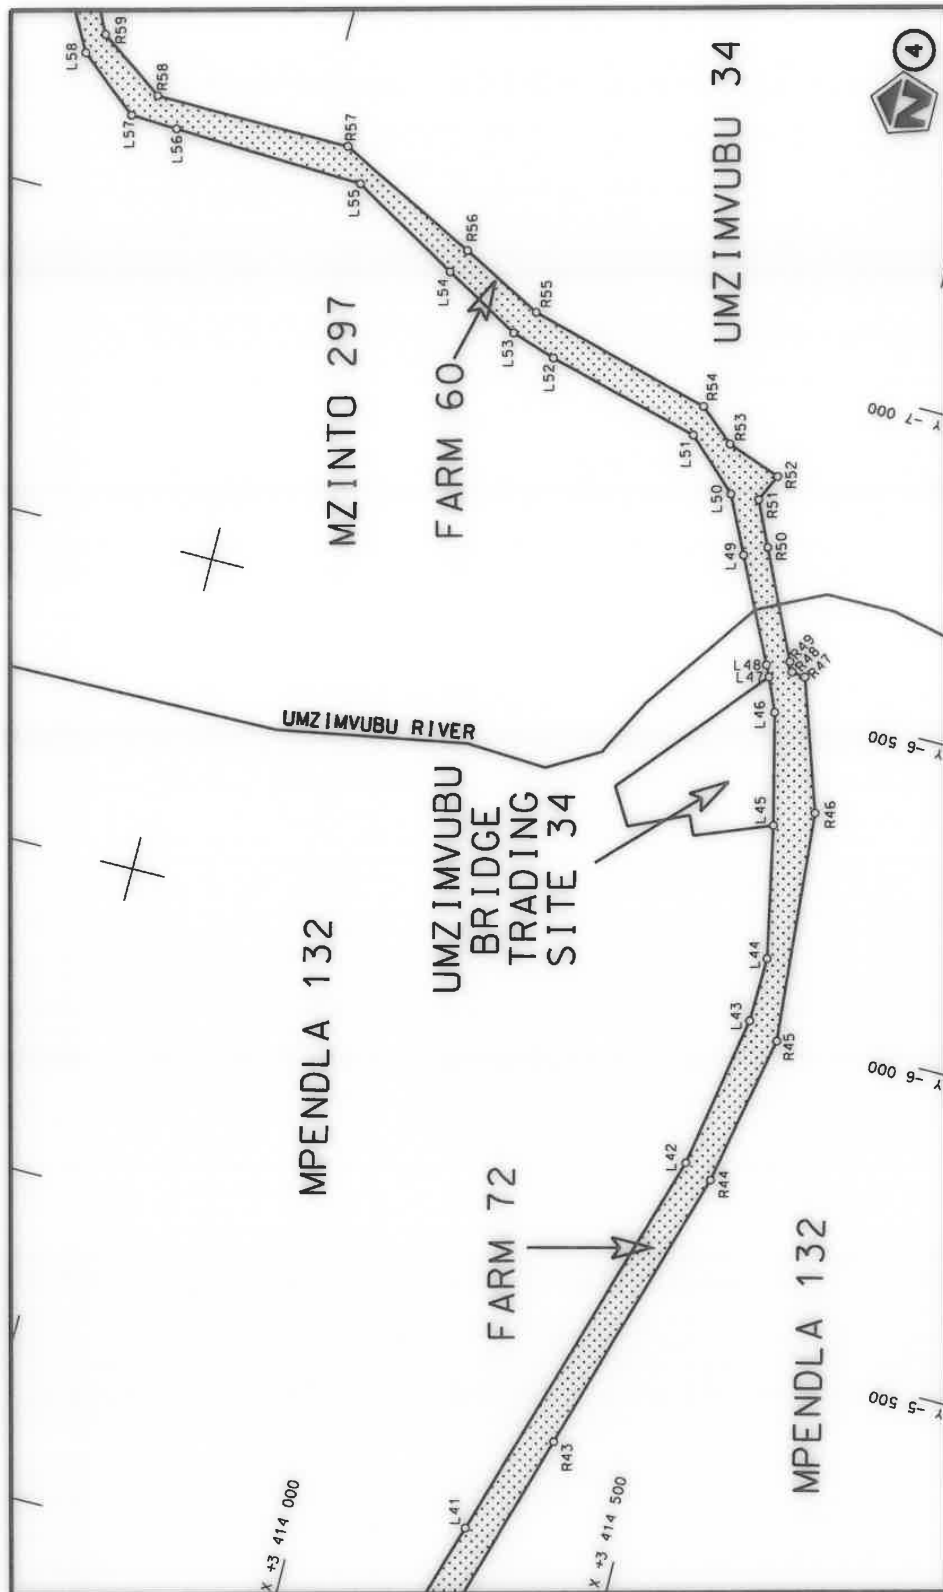 L58
R59
L57
R58
L56
R57
L55
R56
L54
R55
L53
L52
R54
L51
R53
R52
L50
R51
L49
R50
L48
R49
L47
R48
R47
L46
L45
R46
L44
L43
R45
L42
R44
R43
L41
4
N
UMZIMVUBU 34
MZINTO 297
FARM 60
UMZIMVUBU RIVER
UMZIMVUBU
BRIDGE
TRADING
SITE 34
MPENDLA 132
FARM 72
MPENDLA 132
Y -7 000
Y -6 500
Y -6 000
Y -5 500
X +3 414 000
X +3 414 500